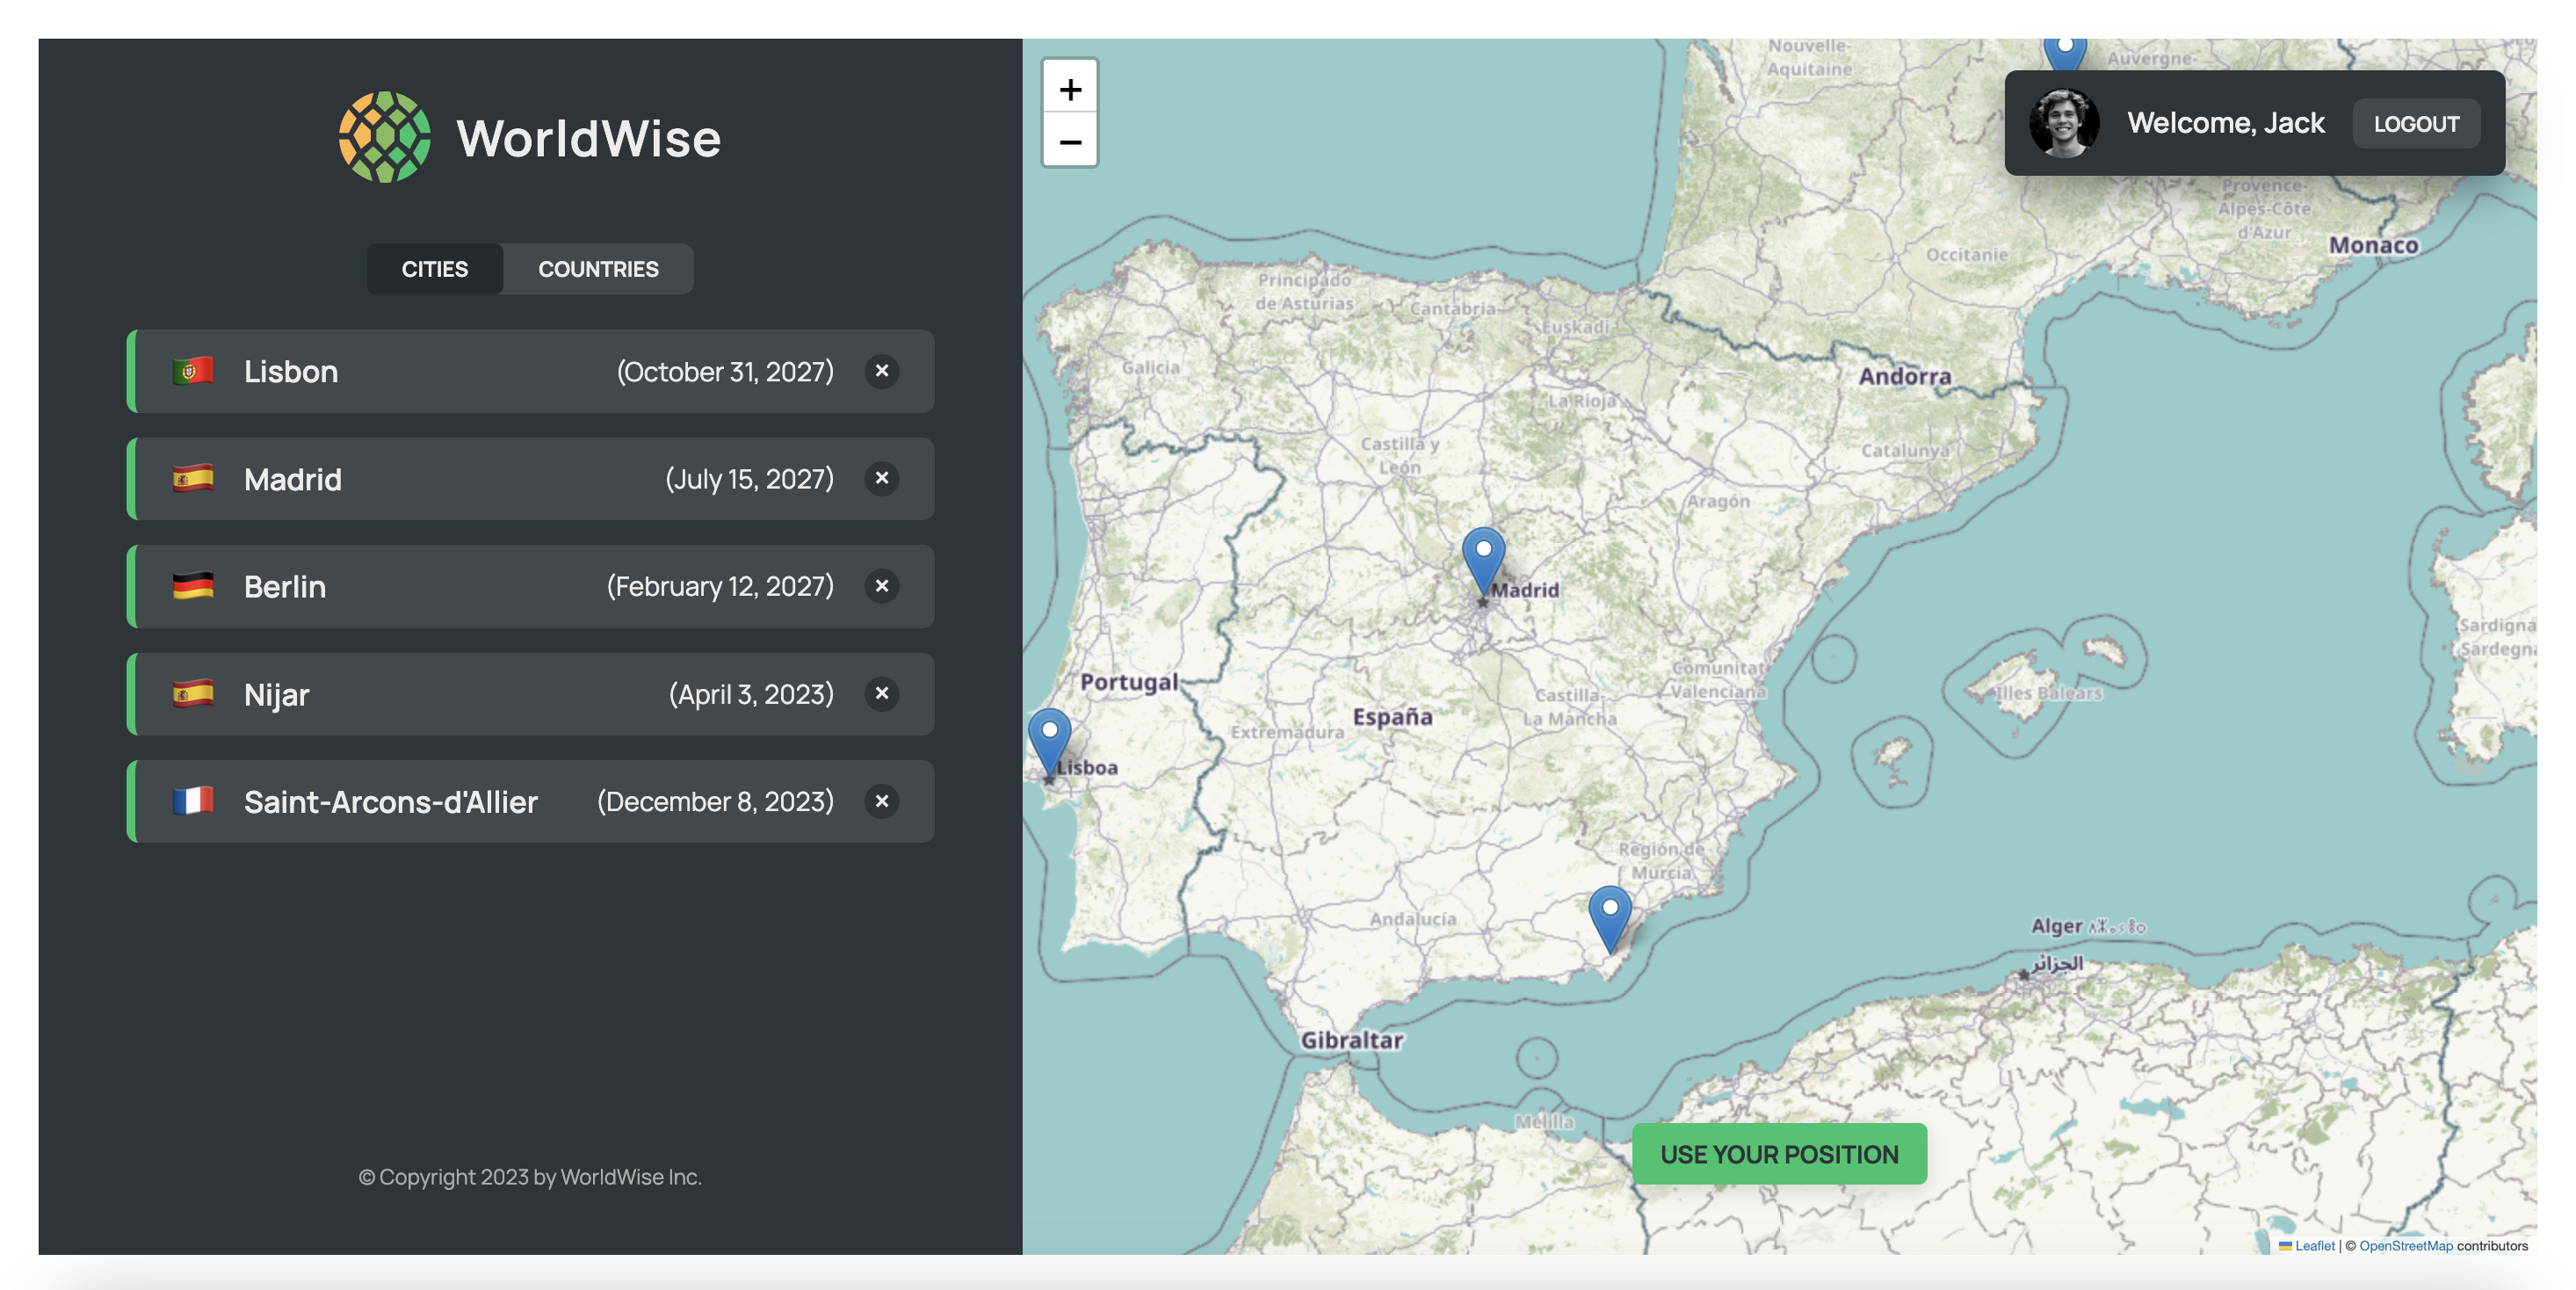 WorldWise
CITIES
COUNTRIES
Lisbon (October 31, 2027) ×
Madrid (July 15, 2027) ×
Berlin (February 12, 2027) ×
Nijar (April 3, 2023) ×
Saint-Arcons-d'Allier (December 8, 2023) ×
© Copyright 2023 by WorldWise Inc.
+
−
Welcome, Jack
LOGOUT
Nouvelle-
Aquitaine
Auvergne-
Provence-
Alpes-Côte
d'Azur
Monaco
Occitanie
Principado
de Asturias
Cantabria
Euskadi
Galicia
Andorra
La Rioja
Castilla y
León
Catalunya
Aragón
Madrid
Sardigna
Sardegna
Comunitat
Valenciana
Portugal
Castilla-
La Mancha
Illes Balears
España
Extremadura
Lisboa
Región de
Murcia
Andalucía
Alger
الجزائر
Gibraltar
Melilla
USE YOUR POSITION
Leaflet | © OpenStreetMap contributors